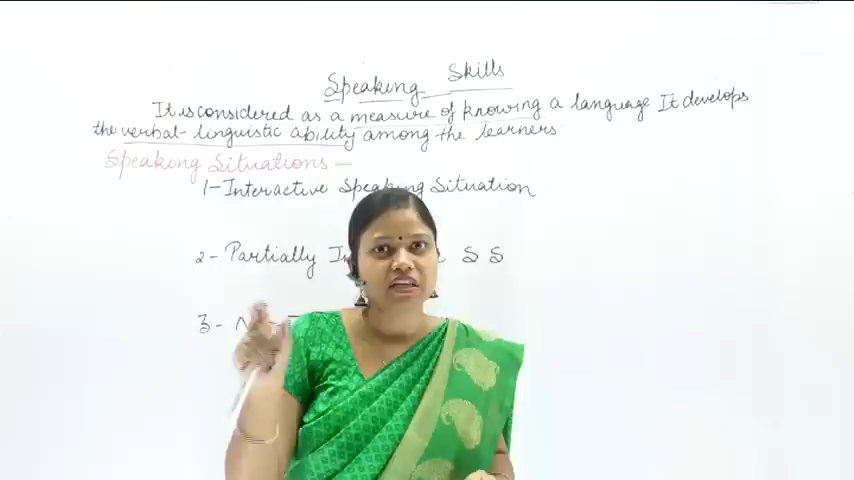 Speaking Skills
It is considered as a measure of knowing a language It develops
the verbal-linguistic ability among the learners
Speaking Situations —
1-Interactive Speaking Situation
2- Partially S S
3-